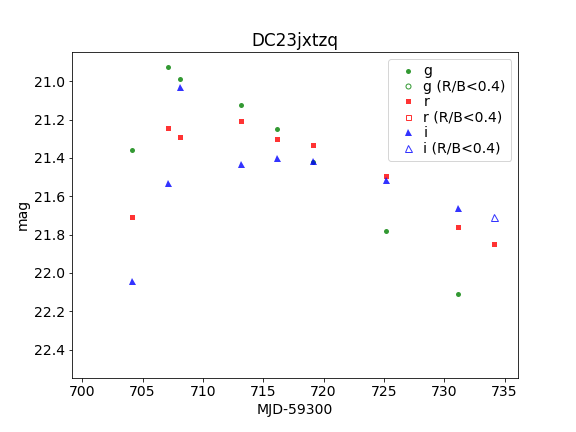 DC23jxtzq
g
g (R/B<0.4)
r
r (R/B<0.4)
i
i (R/B<0.4)
21.0
21.2
21.4
21.6
21.8
22.0
22.2
22.4
mag
700 705 710 715 720 725 730 735
MJD-59300